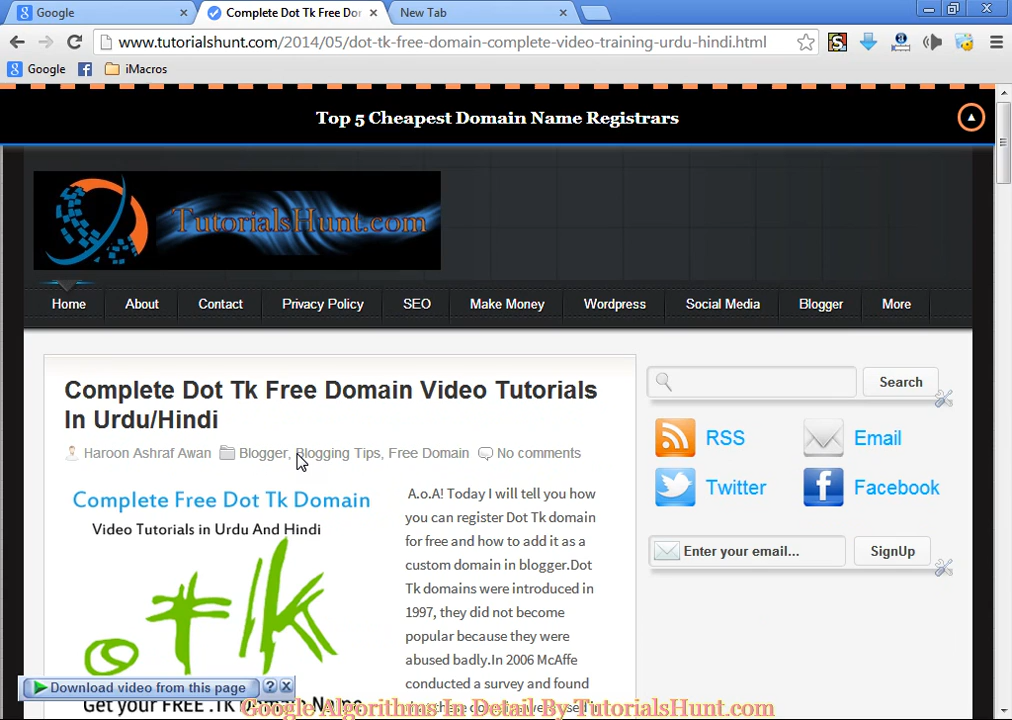 Google
Complete Dot Tk Free Dor
New Tab
www.tutorialshunt.com/2014/05/dot-tk-free-domain-complete-video-training-urdu-hindi.html
Google
iMacros
Top 5 Cheapest Domain Name Registrars
TutorialsHunt.com
Home About Contact Privacy Policy SEO Make Money Wordpress Social Media Blogger More
Complete Dot Tk Free Domain Video Tutorials
In Urdu/Hindi
Haroon Ashraf Awan Blogger, Blogging Tips, Free Domain No comments
Complete Free Dot Tk Domain
Video Tutorials in Urdu And Hindi
.tk
Get your FREE .TK Domain Name
A.o.A! Today I will tell you how
you can register Dot Tk domain
for free and how to add it as a
custom domain in blogger.Dot
Tk domains were introduced in
1997, they did not become
popular because they were
abused badly.In 2006 McAffe
conducted a survey and found
Search
RSS
Email
Twitter
Facebook
Enter your email...
SignUp
Download video from this page
Google Algorithms In Detail By TutorialsHunt.com